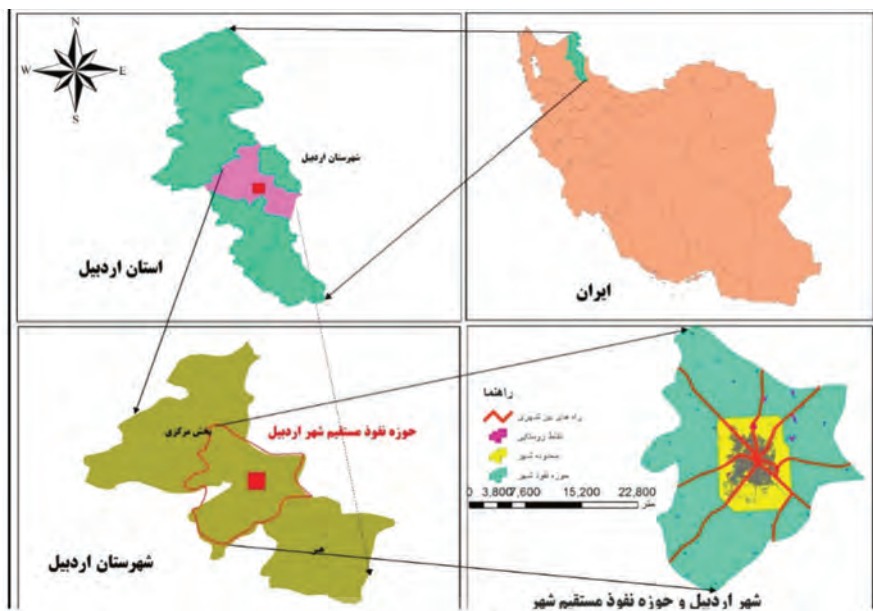 N
W E
S
شهرستان اردبیل
استان اردبیل
ایران
بخش مرکزی
حوزه نفوذ مستقیم شهر اردبیل
هیر
شهرستان اردبیل
راهنما
راه های بین شهری
نقاط روستایی
محدوده شهر
حوزه نفوذ شهر
0 3,800 7,600 15,200 22,800
متر
شهر اردبیل و حوزه نفوذ مستقیم شهر